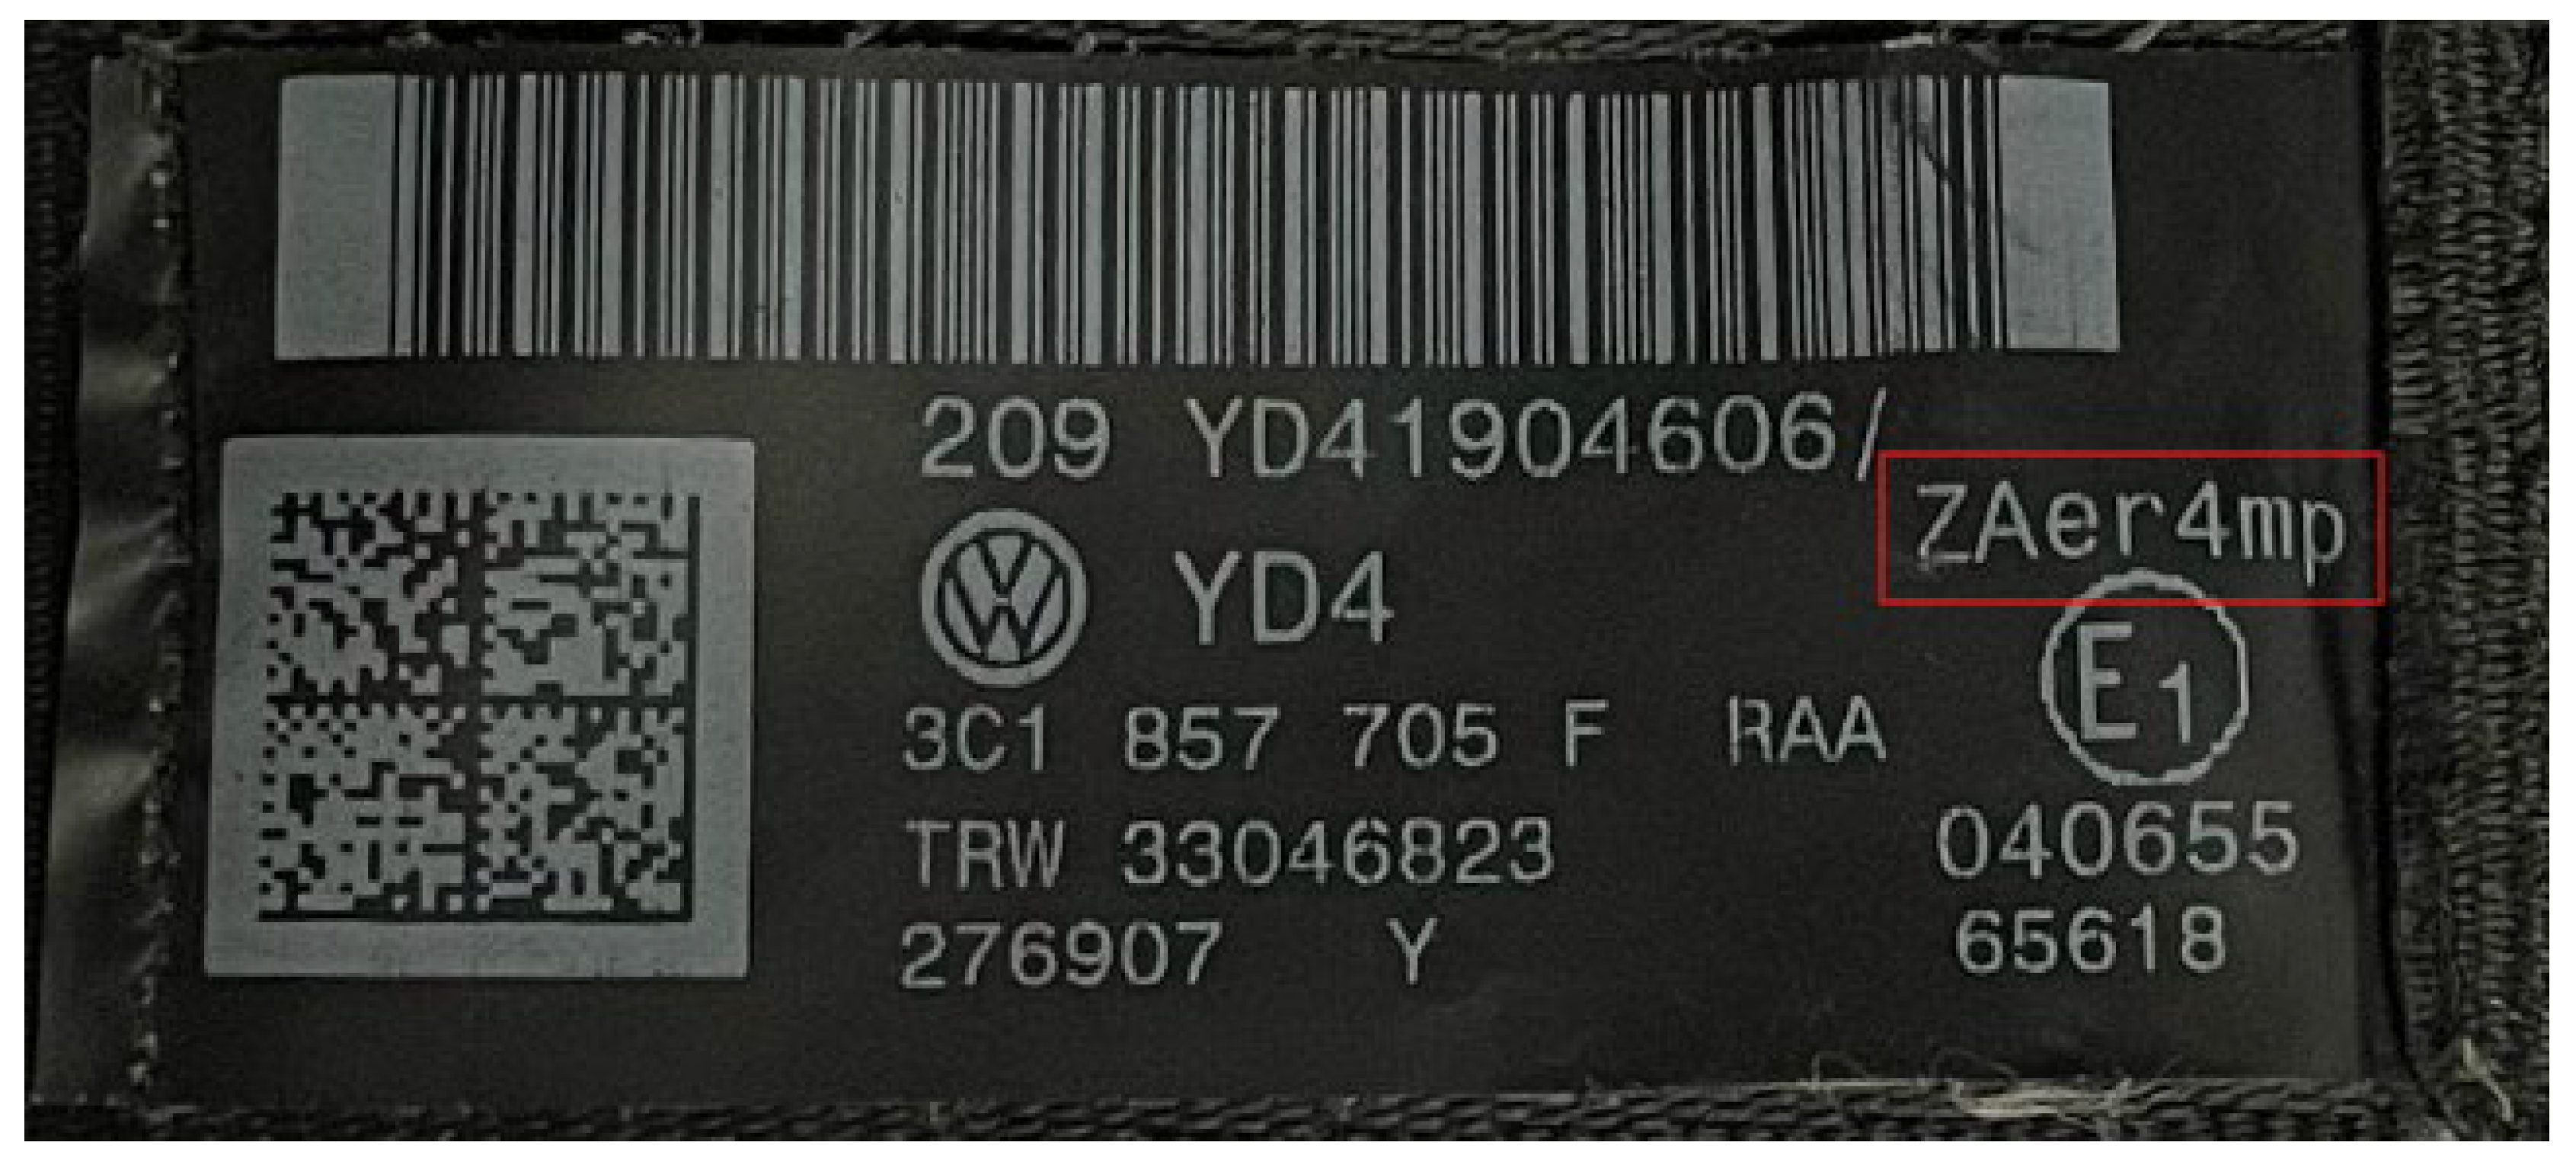 209 YD41904606/
ZAer4mp
YD4
E1
3C1 857 705 F RAA
TRW 33046823
040655
276907 Y
65618